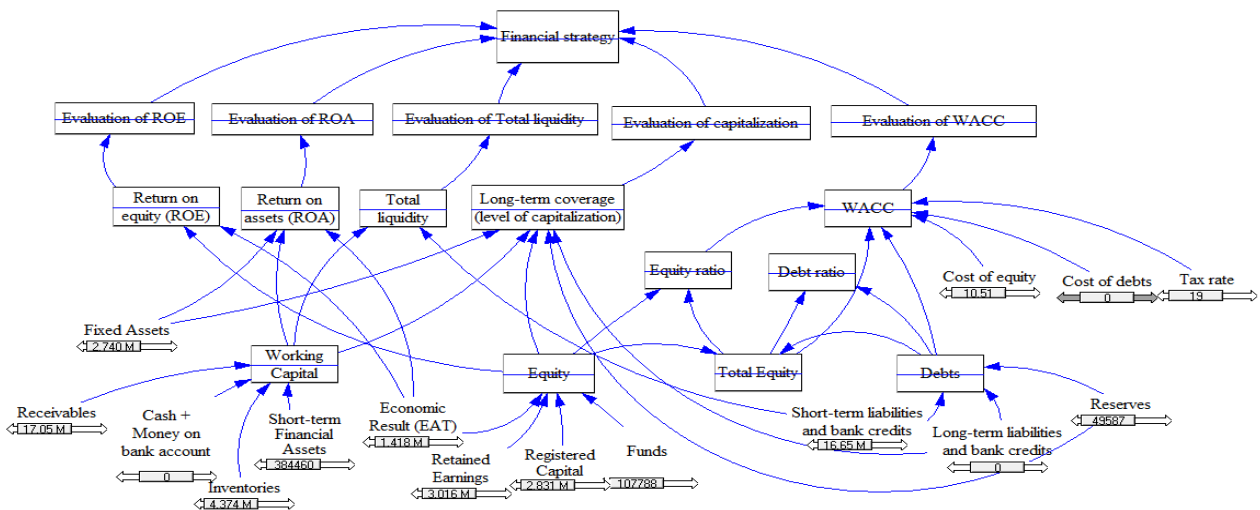 Financial strategy
Evaluation of ROE
Evaluation of ROA
Evaluation of Total liquidity
Evaluation of capitalization
Evaluation of WACC
Return on
equity (ROE)
Return on
assets (ROA)
Total
liquidity
Long-term coverage
(level of capitalization)
WACC
Equity ratio
Debt ratio
Cost of equity
10.51
Cost of debts
0
Tax rate
19
Fixed Assets
2.740 M
Working
Capital
Equity
Total Equity
Debts
Receivables
17.05 M
Cash +
Money on
bank account
0
Inventories
4.374 M
Short-term
Financial
Assets
384460
Economic
Result (EAT)
1.418 M
Retained
Earnings
3.016 M
Registered
Capital
2.831 M
Funds
107788
Short-term liabilities
and bank credits
16.65 M
Long-term liabilities
and bank credits
0
Reserves
49587